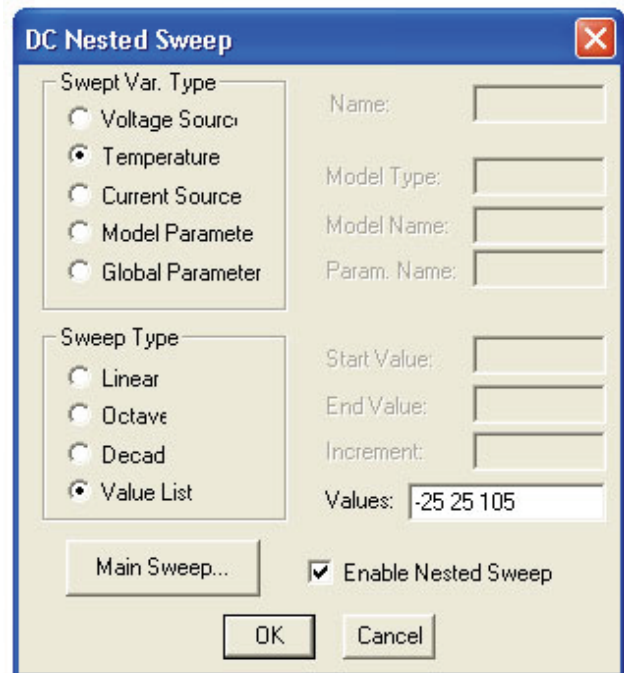 DC Nested Sweep
Swept Var. Type
Voltage Sourc
Temperature
Current Source
Model Paramete
Global Parameter
Name:
Model Type:
Model Name:
Param. Name:
Sweep Type
Linear
Octave
Decad
Value List
Start Value:
End Value:
Increment:
Values: -25 25 105
Main Sweep...
Enable Nested Sweep
OK
Cancel